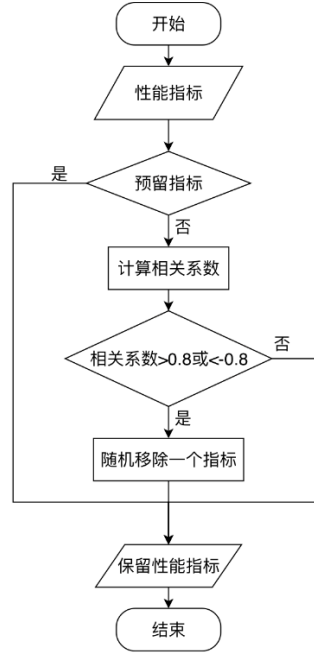 开始
性能指标
是
预留指标
否
计算相关系数
相关系数>0.8或<-0.8
否
是
随机移除一个指标
保留性能指标
结束